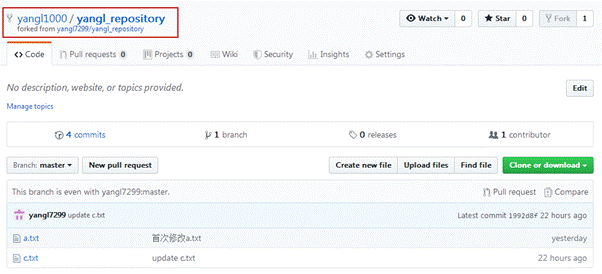 yangl1000 / yangl_repository
forked from yangl7299/yangl_repository
Watch 0 Star 0 Fork 1
Code Pull requests 0 Projects 0 Wiki Security Insights Settings
No description, website, or topics provided.
Edit
Manage topics
4 commits 1 branch 0 releases 1 contributor
Branch: master New pull request Create new file Upload files Find file Clone or download
This branch is even with yangl7299:master.
Pull request Compare
yangl7299 update c.txt
Latest commit 1992d8f 22 hours ago
a.txt 首次修改a.txt yesterday
c.txt update c.txt 22 hours ago